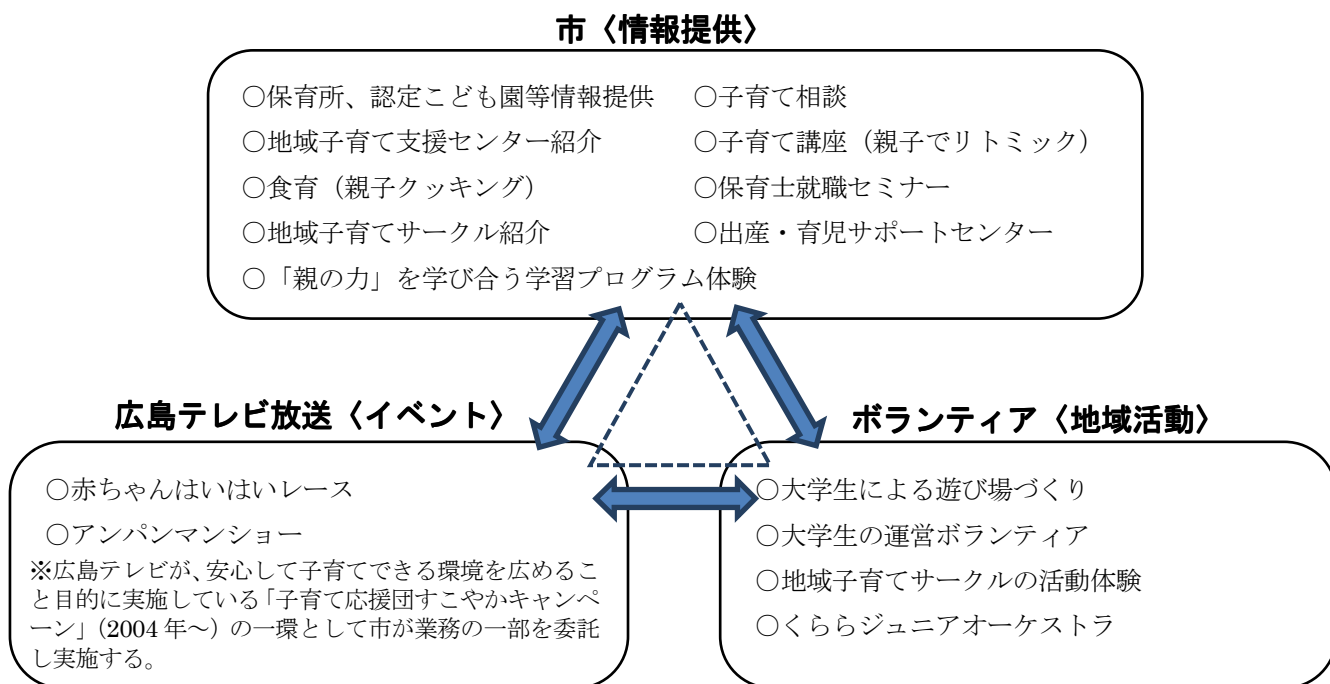 市〈情報提供〉
○保育所、認定こども園等情報提供 ○子育て相談
○地域子育て支援センター紹介 ○子育て講座（親子でリトミック）
○食育（親子クッキング） ○保育士就職セミナー
○地域子育てサークル紹介 ○出産・育児サポートセンター
○「親の力」を学び合う学習プログラム体験
広島テレビ放送〈イベント〉
○赤ちゃんはいはいレース
○アンパンマンショー
※広島テレビが、安心して子育てできる環境を広めるこ
と目的に実施している「子育て応援団すこやかキャンペ
ーン」（2004 年～）の一環として市が業務の一部を委託
し実施する。
ボランティア〈地域活動〉
○大学生による遊び場づくり
○大学生の運営ボランティア
○地域子育てサークルの活動体験
○くららジュニアオーケストラ